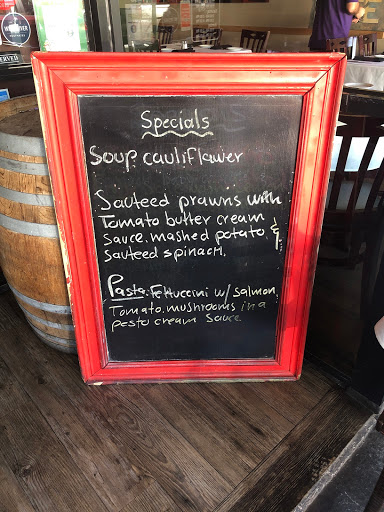 Specials
Soup cauliflawer
Sauteed prawns with
Tomato butter cream
sauce. mashed potato &
sauteed spinach.
Pasta. Fettuccini w/ salmon
Tomato. mushrooms in a
pesto cream sauce